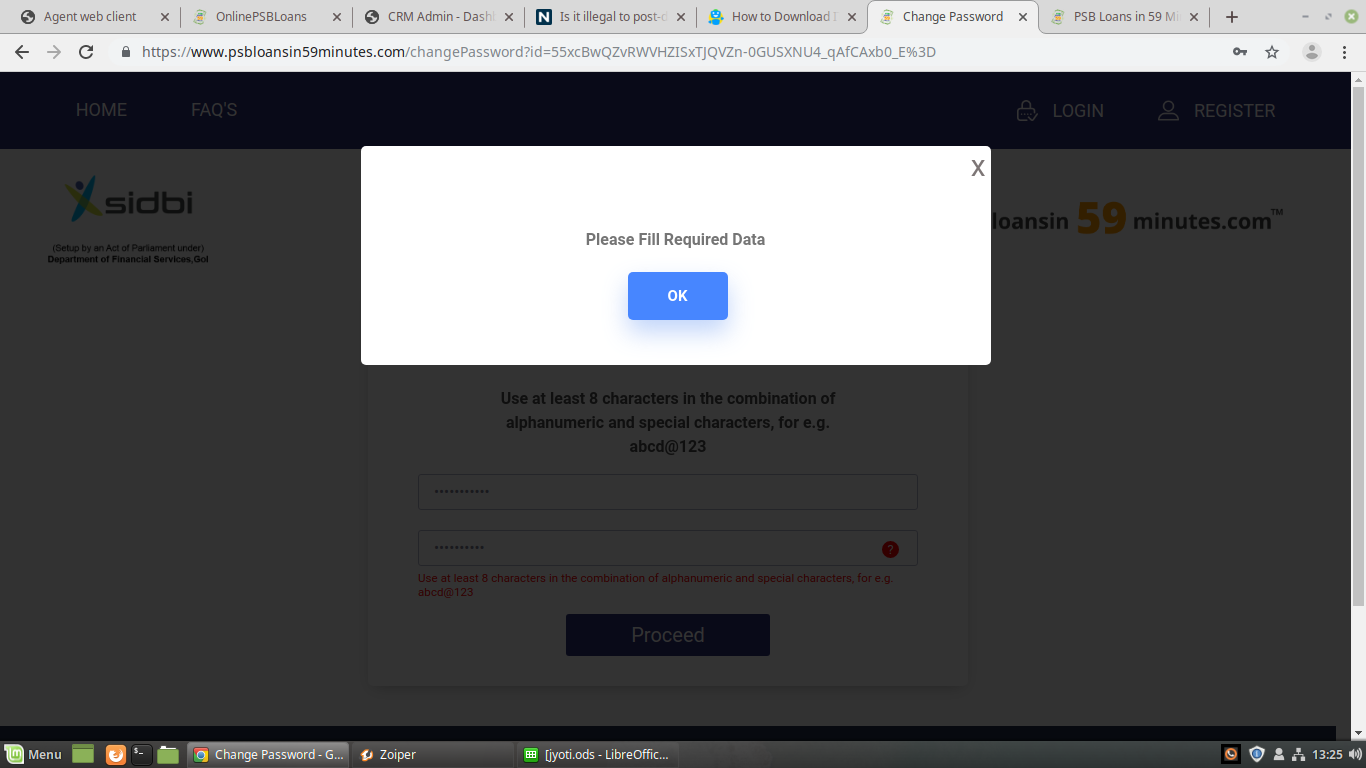 Agent web client
OnlinePSBLoans
CRM Admin - Dash
Is it illegal to post-d
How to Download I
Change Password
PSB Loans in 59 Mi
https://www.psbloansin59minutes.com/changePassword?id=55xcBwQZvRWVHZISxTJQVZn-0GUSXNU4_qAfCAxb0_E%3D
HOME
FAQ'S
LOGIN
REGISTER
sidbi
(Setup by an Act of Parliament under)
Department of Financial Services,GoI
loansin 59 minutes.com™
X
Please Fill Required Data
OK
Use at least 8 characters in the combination of
alphanumeric and special characters, for e.g.
abcd@123
?
Use at least 8 characters in the combination of alphanumeric and special characters, for e.g.
abcd@123
Proceed
Menu
Change Password - G...
Zoiper
[jyoti.ods - LibreOffic...
13:25